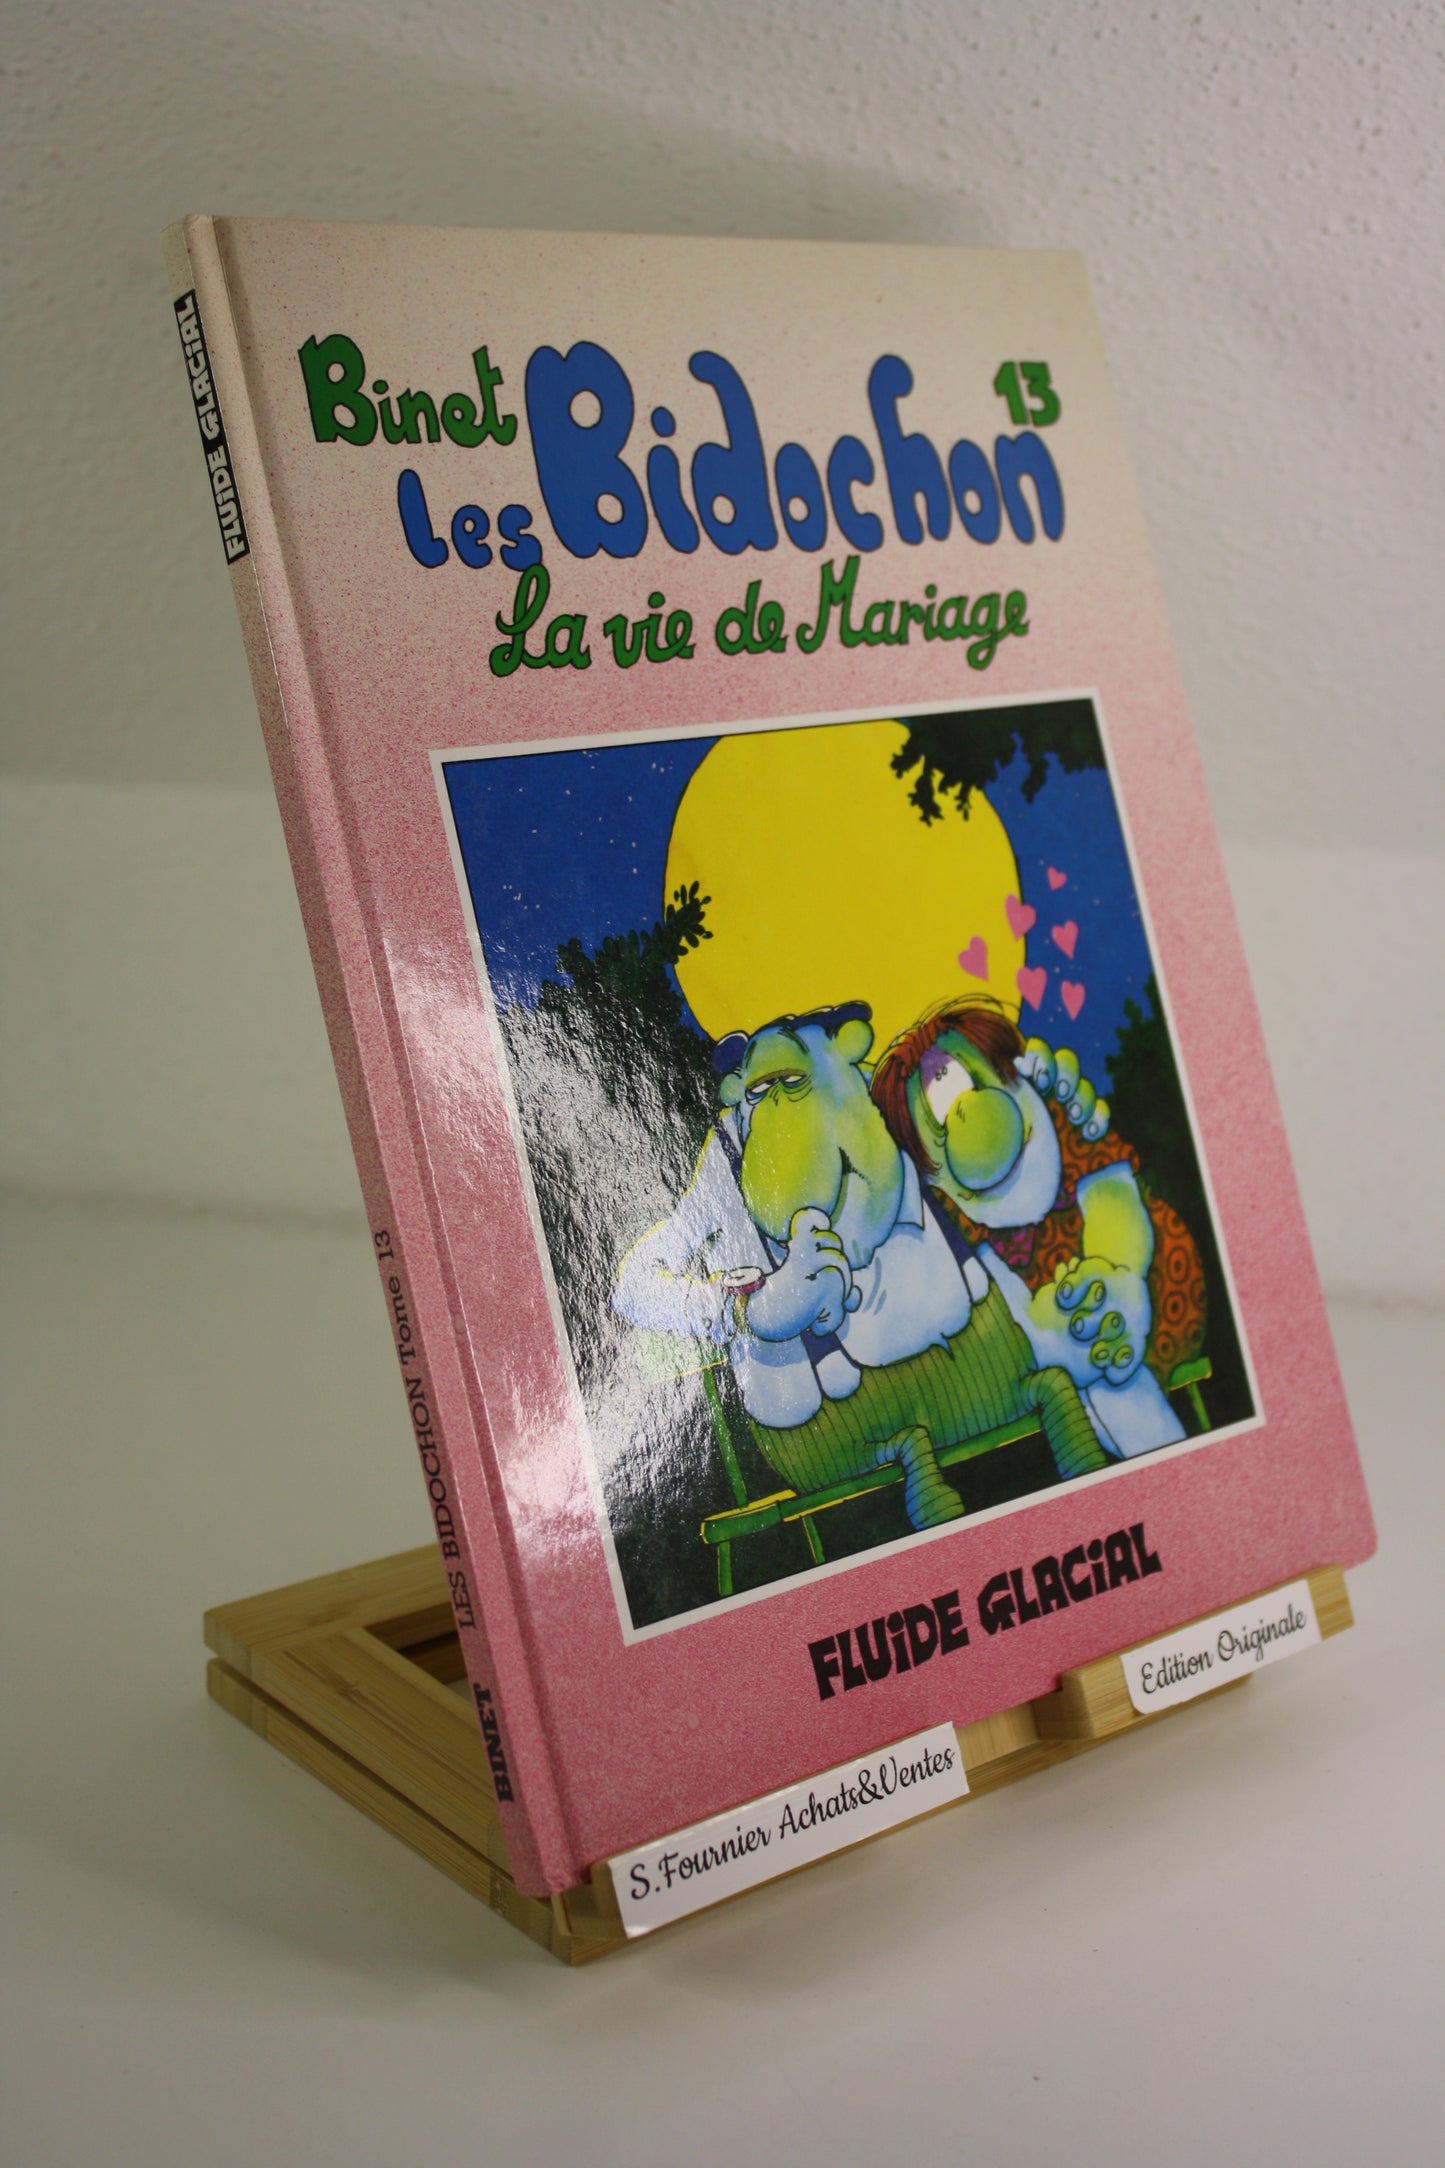 Binet
les Bidochon
13
La vie de Mariage
FLUIDE GLACIAL
FLUIDE GLACIAL
LES BIDOCHON Tome 13
BINET
S.Fournier Achats&Ventes
Edition Originale